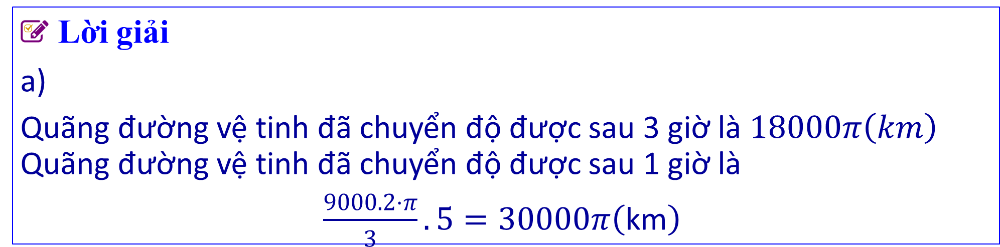 Lời giải
a)
Quãng đường vệ tinh đã chuyển độ được sau 3 giờ là 18000π(km)
Quãng đường vệ tinh đã chuyển độ được sau 1 giờ là
\frac{9000.2·π}{3}.5 = 30000π(km)